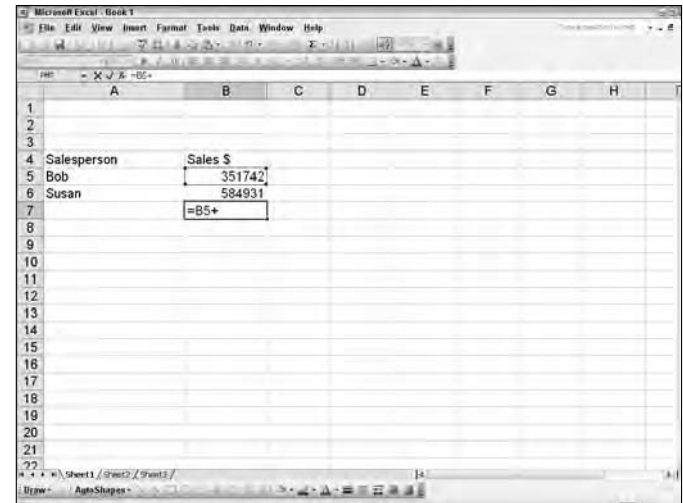 Microsoft Excel - Book 1
File Edit View Insert Format Tools Data Window Help
=B5+
A B C D E F G H
1
2
3
4 Salesperson Sales $
5 Bob 351742
6 Susan 584931
7 =B5+
8
9
10
11
12
13
14
15
16
17
18
19
20
21
22
Sheet1 / Sheet2 / Sheet3 /
Draw AutoShapes